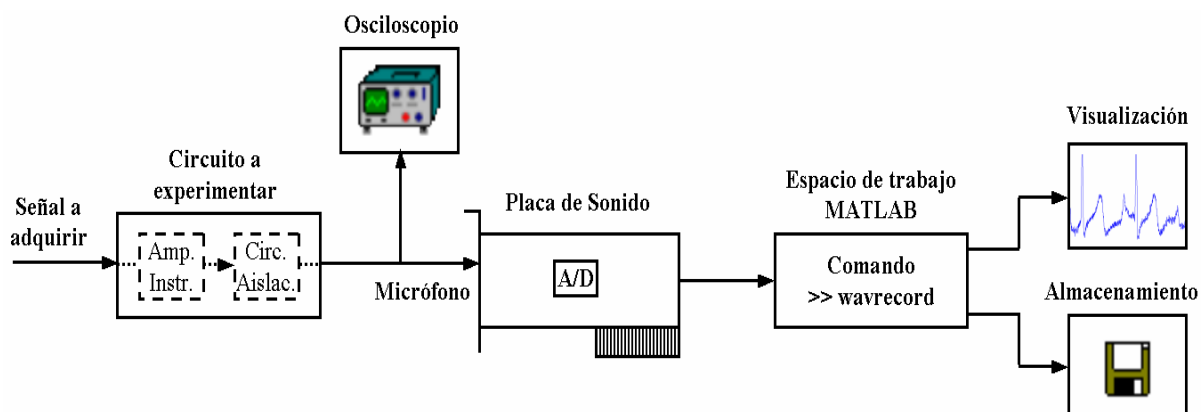 Osciloscopio
Señal a
adquirir
Circuito a
experimentar
Amp.
Instr.
Circ.
Aislac.
Micrófono
Placa de Sonido
A/D
Espacio de trabajo
MATLAB
Comando
>> wavrecord
Visualización
Almacenamiento